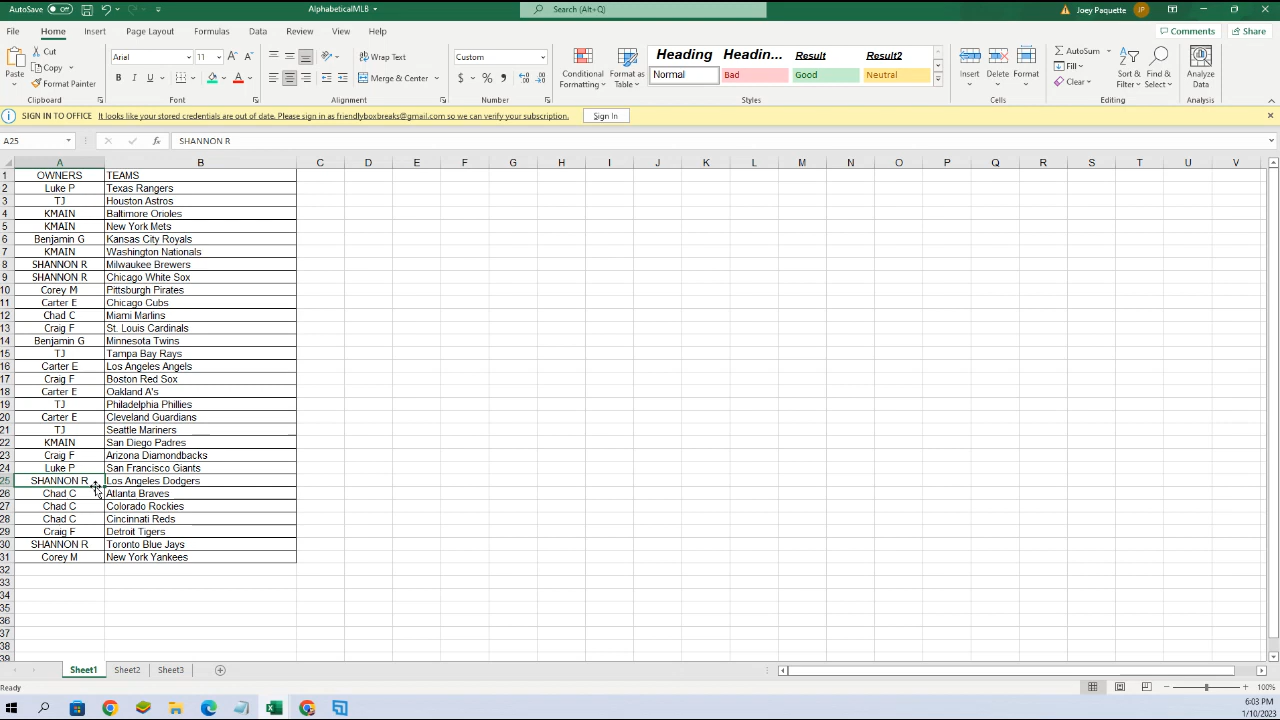 AutoSave Off AlphabeticalMLB Search (Alt+Q) Joey Paquette JP
File Home Insert Page Layout Formulas Data Review View Help Comments Share
Paste Cut Copy Format Painter Clipboard
Arial 11 B I U A Font
Wrap Text Merge & Center Alignment
Custom $ % Number
Conditional Formatting Format as Table Heading Headin... Result Result2 Normal Bad Good Neutral Styles
Insert Delete Format Cells
AutoSum Fill Clear Sort & Filter Find & Select Editing
Analyze Data Analysis
SIGN IN TO OFFICE It looks like your stored credentials are out of date. Please sign in as friendlyboxbreaks@gmail.com so we can verify your subscription. Sign In
A25 fx SHANNON R
A B C D E F G H I J K L M N O P Q R S T U V
1 OWNERS TEAMS
2 Luke P Texas Rangers
3 TJ Houston Astros
4 KMAIN Baltimore Orioles
5 KMAIN New York Mets
6 Benjamin G Kansas City Royals
7 KMAIN Washington Nationals
8 SHANNON R Milwaukee Brewers
9 SHANNON R Chicago White Sox
10 Corey M Pittsburgh Pirates
11 Carter E Chicago Cubs
12 Chad C Miami Marlins
13 Craig F St. Louis Cardinals
14 Benjamin G Minnesota Twins
15 TJ Tampa Bay Rays
16 Carter E Los Angeles Angels
17 Craig F Boston Red Sox
18 Carter E Oakland A's
19 TJ Philadelphia Phillies
20 Carter E Cleveland Guardians
21 TJ Seattle Mariners
22 KMAIN San Diego Padres
23 Craig F Arizona Diamondbacks
24 Luke P San Francisco Giants
25 SHANNON R Los Angeles Dodgers
26 Chad C Atlanta Braves
27 Chad C Colorado Rockies
28 Chad C Cincinnati Reds
29 Craig F Detroit Tigers
30 SHANNON R Toronto Blue Jays
31 Corey M New York Yankees
32
33
34
35
36
37
38
39
Sheet1 Sheet2 Sheet3
Ready 100%
6:03 PM
1/10/2023